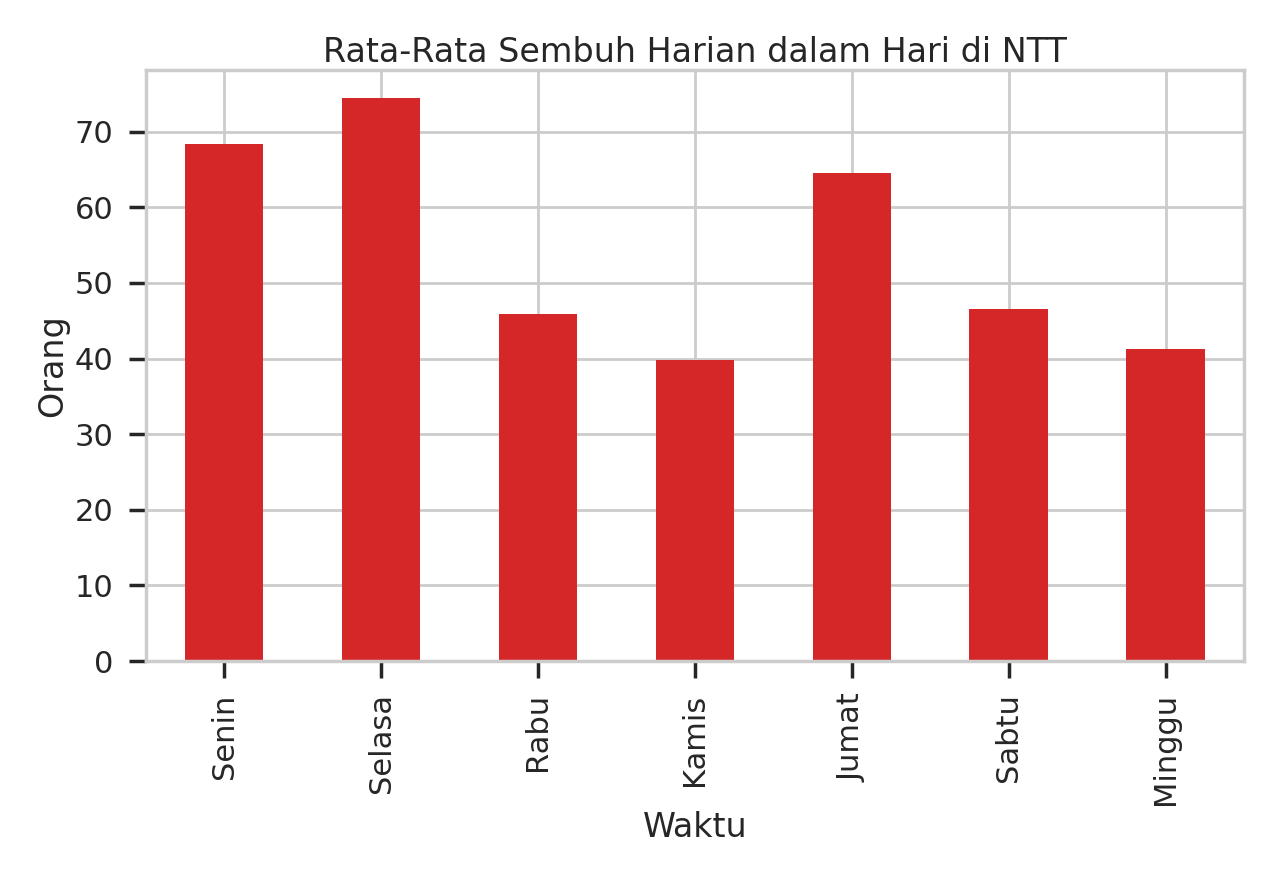 Rata-Rata Sembuh Harian dalam Hari di NTT
Orang
70
60
50
40
30
20
10
0
Senin
Selasa
Rabu
Kamis
Jumat
Sabtu
Minggu
Waktu